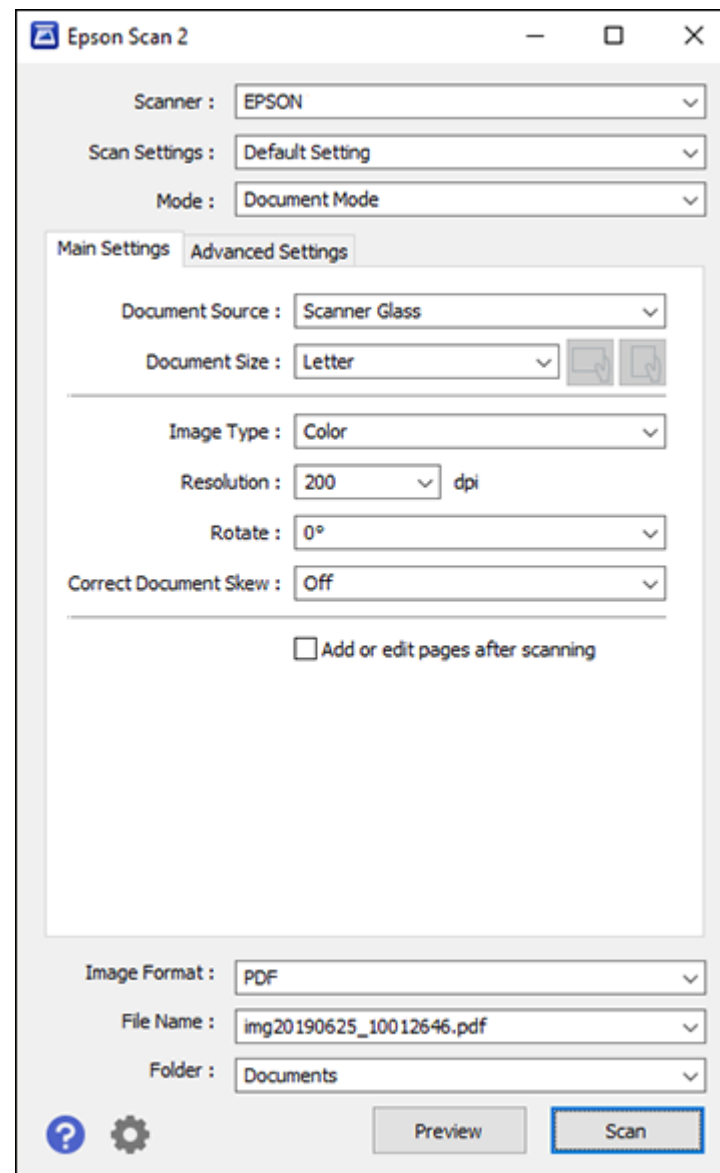 Epson Scan 2
Scanner : EPSON
Scan Settings : Default Setting
Mode : Document Mode
Main Settings Advanced Settings
Document Source : Scanner Glass
Document Size : Letter
Image Type : Color
Resolution : 200 dpi
Rotate : 0°
Correct Document Skew : Off
Add or edit pages after scanning
Image Format : PDF
File Name : img20190625_10012646.pdf
Folder : Documents
? Preview Scan